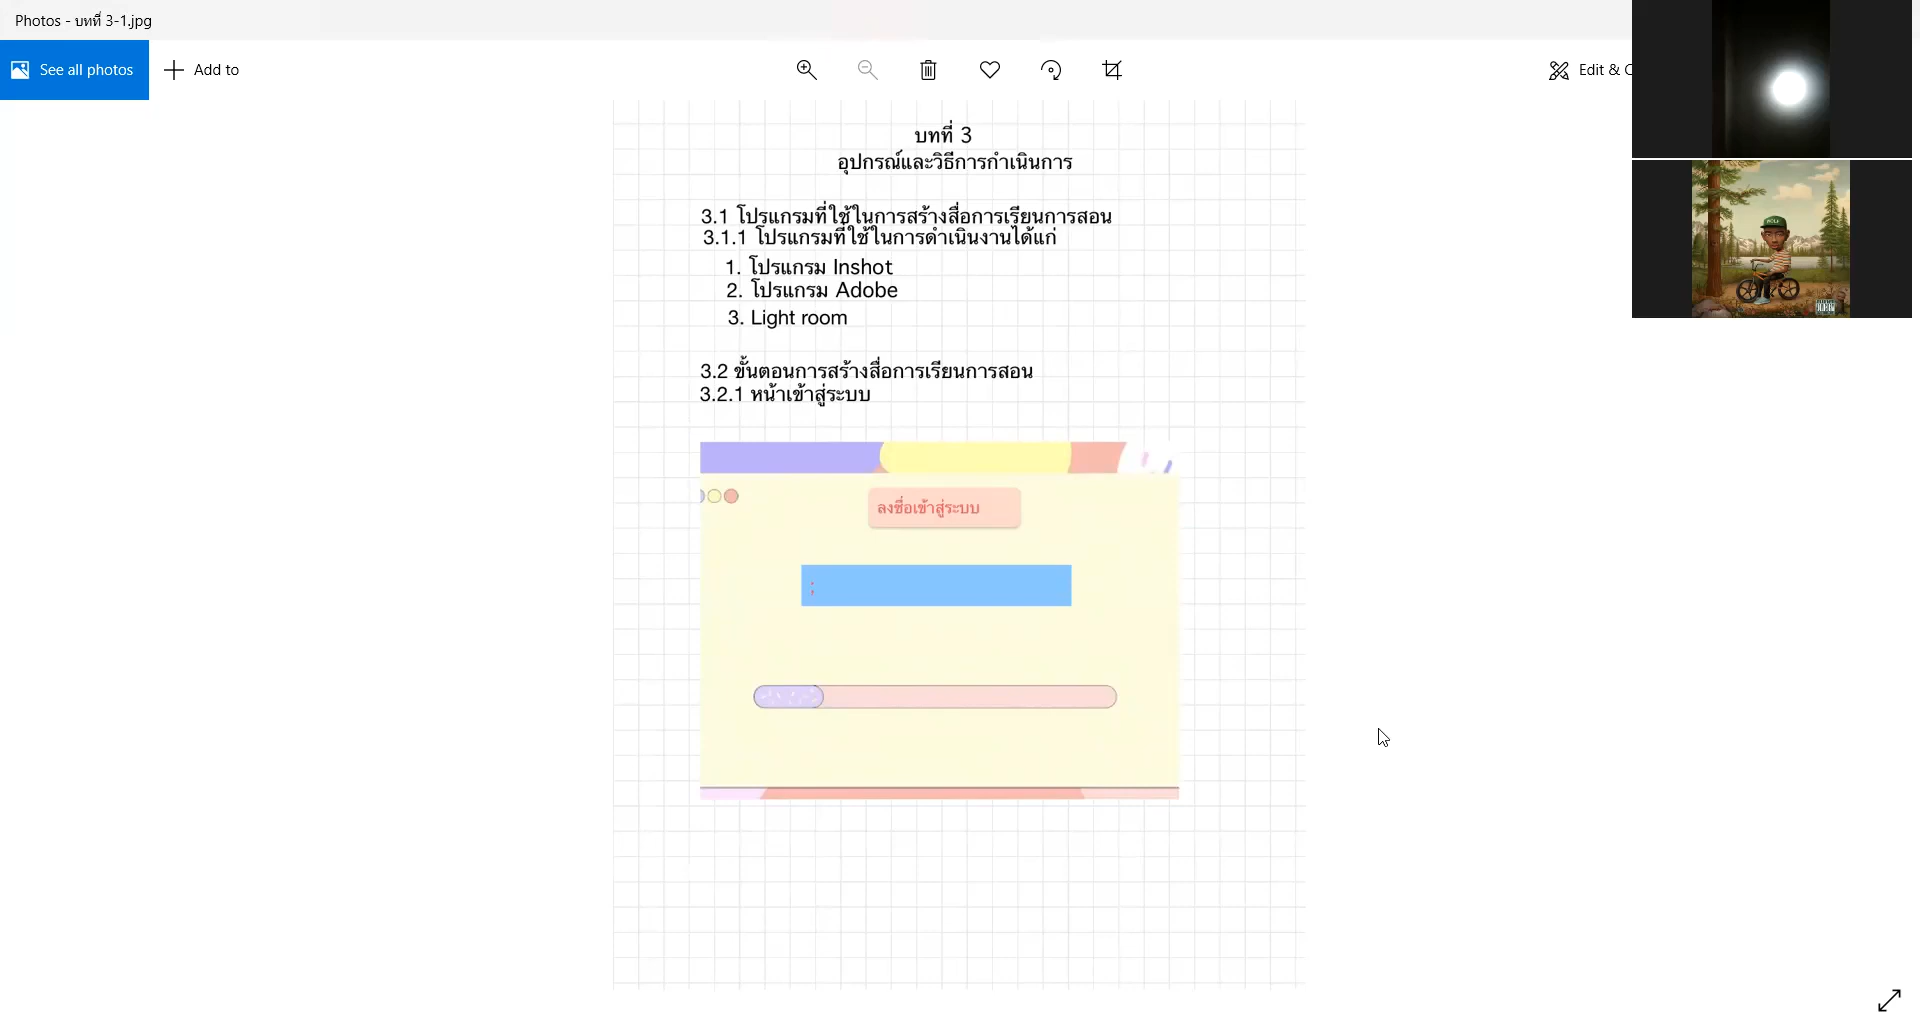 Photos - บทที่ 3-1.jpg
See all photos
Add to
Edit & C
บทที่ 3
อุปกรณ์และวิธีการกำเนินการ
3.1 โปรแกรมที่ใช้ในการสร้างสื่อการเรียนการสอน
3.1.1 โปรแกรมที่ใช้ในการดำเนินงานได้แก่
1. โปรแกรม Inshot
2. โปรแกรม Adobe
3. Light room
3.2 ขั้นตอนการสร้างสื่อการเรียนการสอน
3.2.1 หน้าเข้าสู่ระบบ
ลงชื่อเข้าสู่ระบบ
;
WOLF